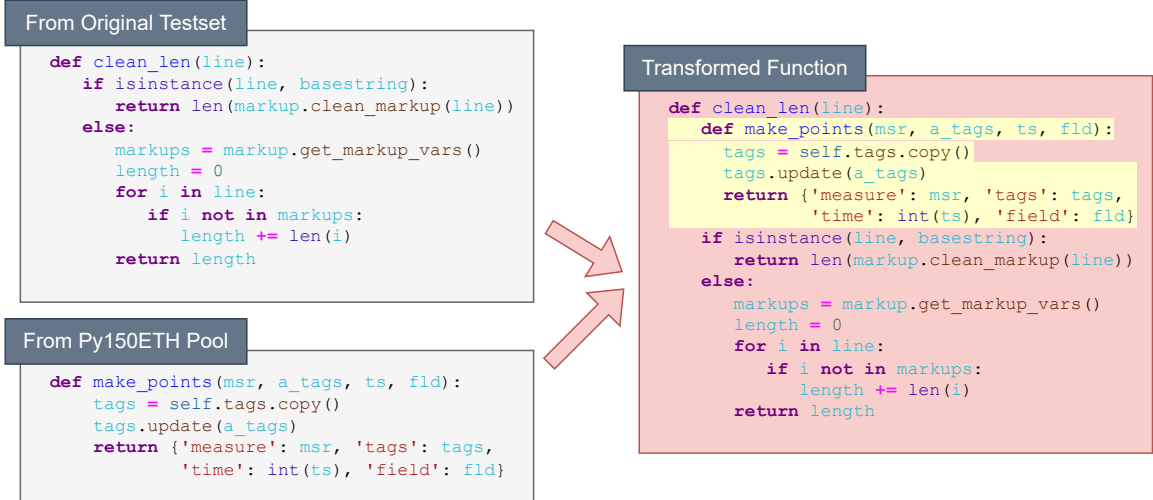 From Original Testset
def clean_len(line):
if isinstance(line, basestring):
return len(markup.clean_markup(line))
else:
markups = markup.get_markup_vars()
length = 0
for i in line:
if i not in markups:
length += len(i)
return length
From Py150ETH Pool
def make_points(msr, a_tags, ts, fld):
tags = self.tags.copy()
tags.update(a_tags)
return {'measure': msr, 'tags': tags,
'time': int(ts), 'field': fld}
Transformed Function
def clean_len(line):
def make_points(msr, a_tags, ts, fld):
tags = self.tags.copy()
tags.update(a_tags)
return {'measure': msr, 'tags': tags,
'time': int(ts), 'field': fld}
if isinstance(line, basestring):
return len(markup.clean_markup(line))
else:
markups = markup.get_markup_vars()
length = 0
for i in line:
if i not in markups:
length += len(i)
return length